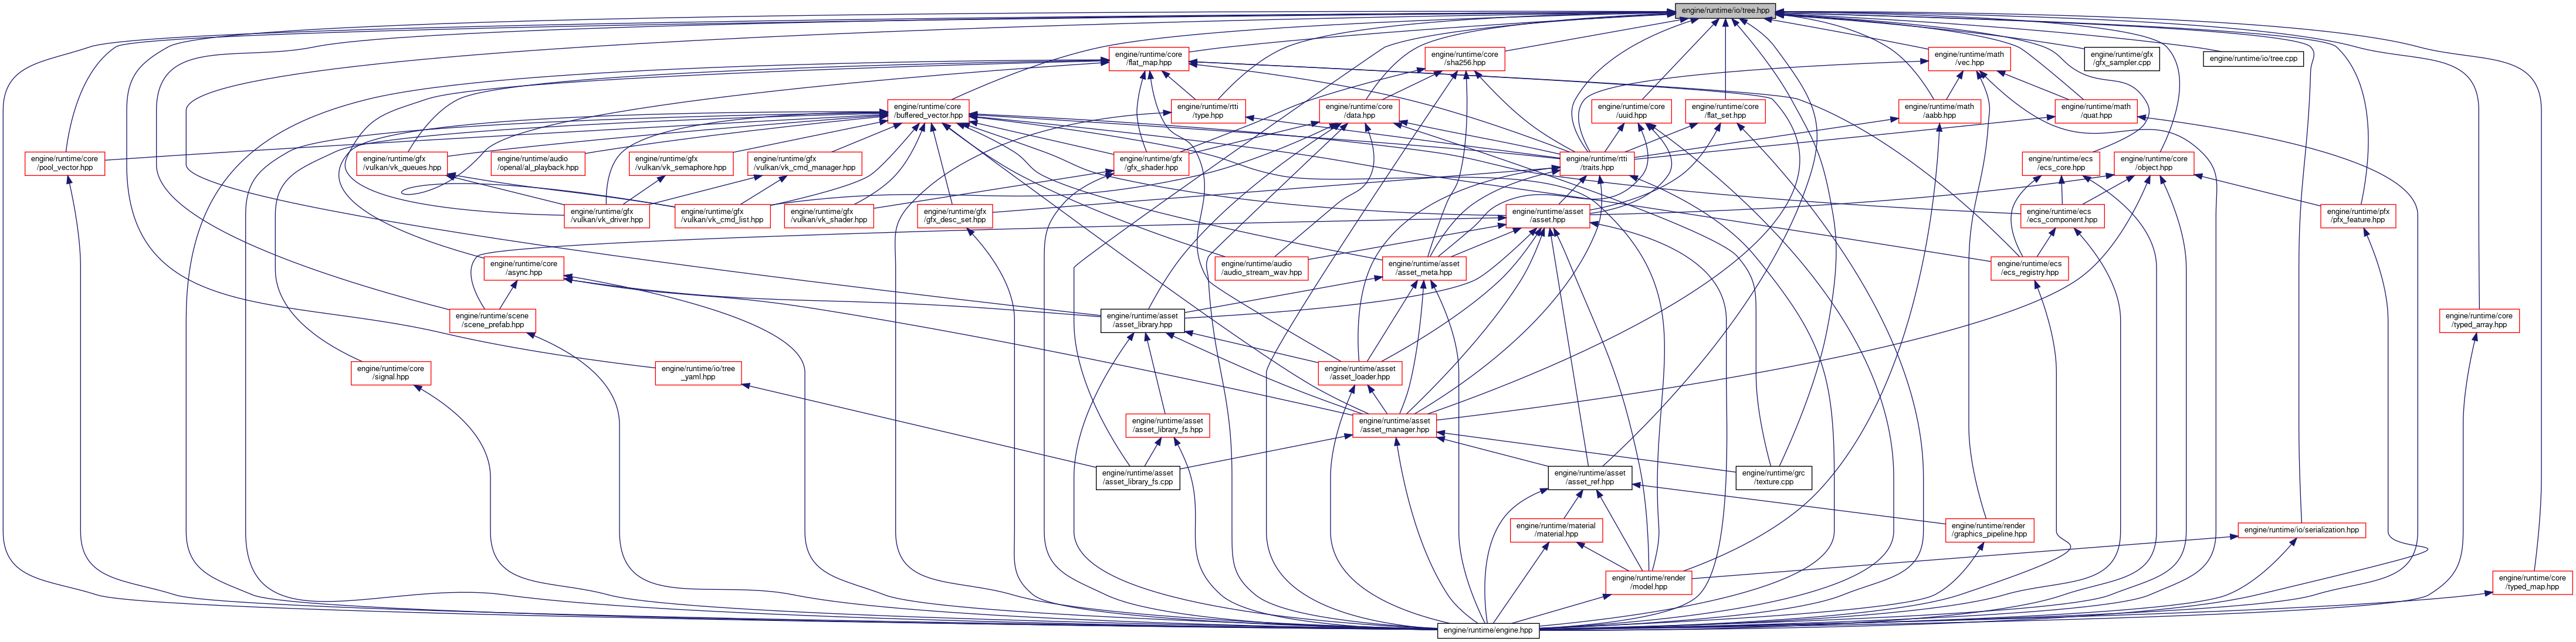 engine/runtime/io/tree.hpp
engine/runtime/core
/flat_map.hpp
engine/runtime/core
/sha256.hpp
engine/runtime/math
/vec.hpp
engine/runtime/gfx
/gfx_sampler.cpp
engine/runtime/io/tree.cpp
engine/runtime/core
/buffered_vector.hpp
engine/runtime/rtti
/type.hpp
engine/runtime/core
/data.hpp
engine/runtime/core
/uuid.hpp
engine/runtime/core
/flat_set.hpp
engine/runtime/math
/aabb.hpp
engine/runtime/math
/quat.hpp
engine/runtime/core
/pool_vector.hpp
engine/runtime/gfx
/vulkan/vk_queues.hpp
engine/runtime/audio
/openal/al_playback.hpp
engine/runtime/gfx
/vulkan/vk_semaphore.hpp
engine/runtime/gfx
/vulkan/vk_cmd_manager.hpp
engine/runtime/gfx
/gfx_shader.hpp
engine/runtime/rtti
/traits.hpp
engine/runtime/ecs
/ecs_core.hpp
engine/runtime/core
/object.hpp
engine/runtime/gfx
/vulkan/vk_driver.hpp
engine/runtime/gfx
/vulkan/vk_cmd_list.hpp
engine/runtime/gfx
/vulkan/vk_shader.hpp
engine/runtime/gfx
/gfx_desc_set.hpp
engine/runtime/asset
/asset.hpp
engine/runtime/ecs
/ecs_component.hpp
engine/runtime/pfx
/pfx_feature.hpp
engine/runtime/core
/async.hpp
engine/runtime/audio
/audio_stream_wav.hpp
engine/runtime/asset
/asset_meta.hpp
engine/runtime/ecs
/ecs_registry.hpp
engine/runtime/scene
/scene_prefab.hpp
engine/runtime/asset
/asset_library.hpp
engine/runtime/core
/typed_array.hpp
engine/runtime/core
/signal.hpp
engine/runtime/io/tree
_yaml.hpp
engine/runtime/asset
/asset_loader.hpp
engine/runtime/asset
/asset_library_fs.hpp
engine/runtime/asset
/asset_manager.hpp
engine/runtime/asset
/asset_library_fs.cpp
engine/runtime/asset
/asset_ref.hpp
engine/runtime/grc
/texture.cpp
engine/runtime/material
/material.hpp
engine/runtime/render
/graphics_pipeline.hpp
engine/runtime/io/serialization.hpp
engine/runtime/render
/model.hpp
engine/runtime/core
/typed_map.hpp
engine/runtime/engine.hpp